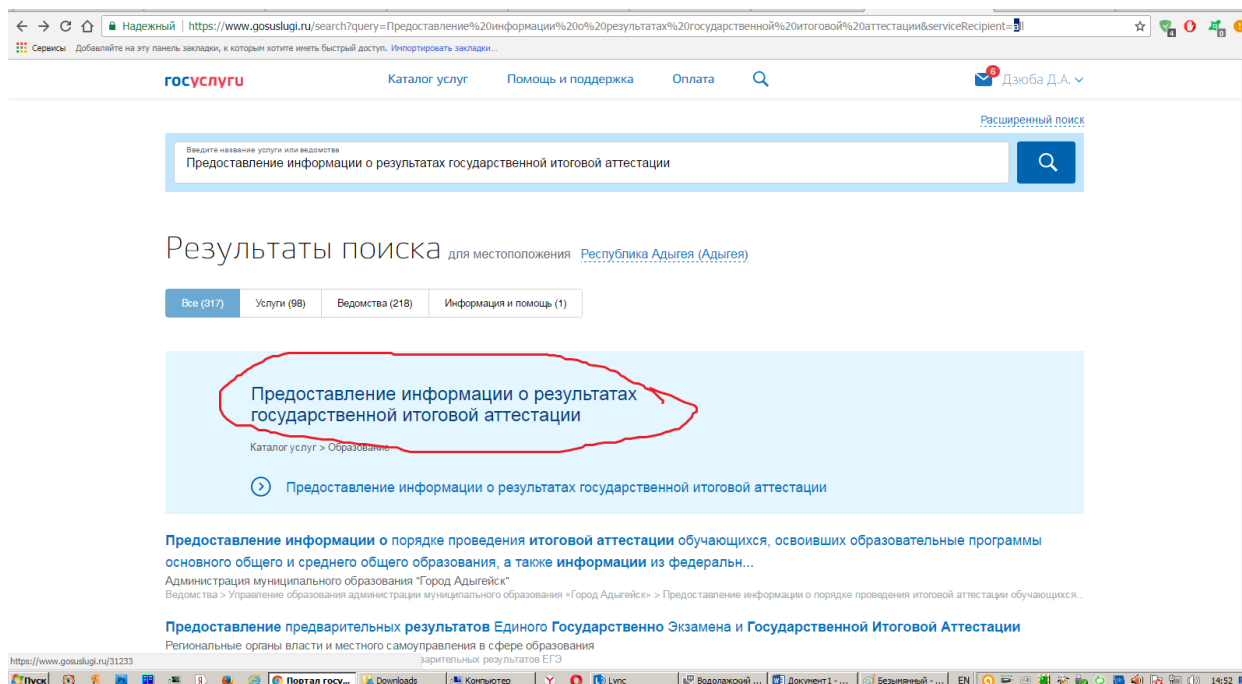 Надежный | https://www.gosuslugi.ru/search?query=Предоставление%20информации%20о%20результатах%20государственной%20итоговой%20аттестации&serviceRecipient=all
4
0
Сервисы Добавляйте на эту панель закладки, к которым хотите иметь быстрый доступ. Импортировать закладки...
госуслуги Каталог услуг Помощь и поддержка Оплата 6 Дзюба Д.А.
Расширенный поиск
Введите название услуги или ведомства
Предоставление информации о результатах государственной итоговой аттестации
Результаты поиска для местоположения Республика Адыгея (Адыгея)
Все (317) Услуги (98) Ведомства (218) Информация и помощь (1)
Предоставление информации о результатах
государственной итоговой аттестации
Каталог услуг > Образование
Предоставление информации о результатах государственной итоговой аттестации
Предоставление информации о порядке проведения итоговой аттестации обучающихся, освоивших образовательные программы
основного общего и среднего общего образования, а также информации из федеральн...
Администрация муниципального образования "Город Адыгейск"
Ведомства > Управление образования администрации муниципального образования «Город Адыгейск» > Предоставление информации о порядке проведения итоговой аттестации обучающихся...
Предоставление предварительных результатов Единого Государственно Экзамена и Государственной Итоговой Аттестации
Региональные органы власти и местного самоуправления в сфере образования
https://www.gosuslugi.ru/31233 варительных результатов ЕГЭ
Пуск Портал госу... Downloads Компьютер Lync Водолажский ... Документ1 - ... Безымянный - ... EN 14:52